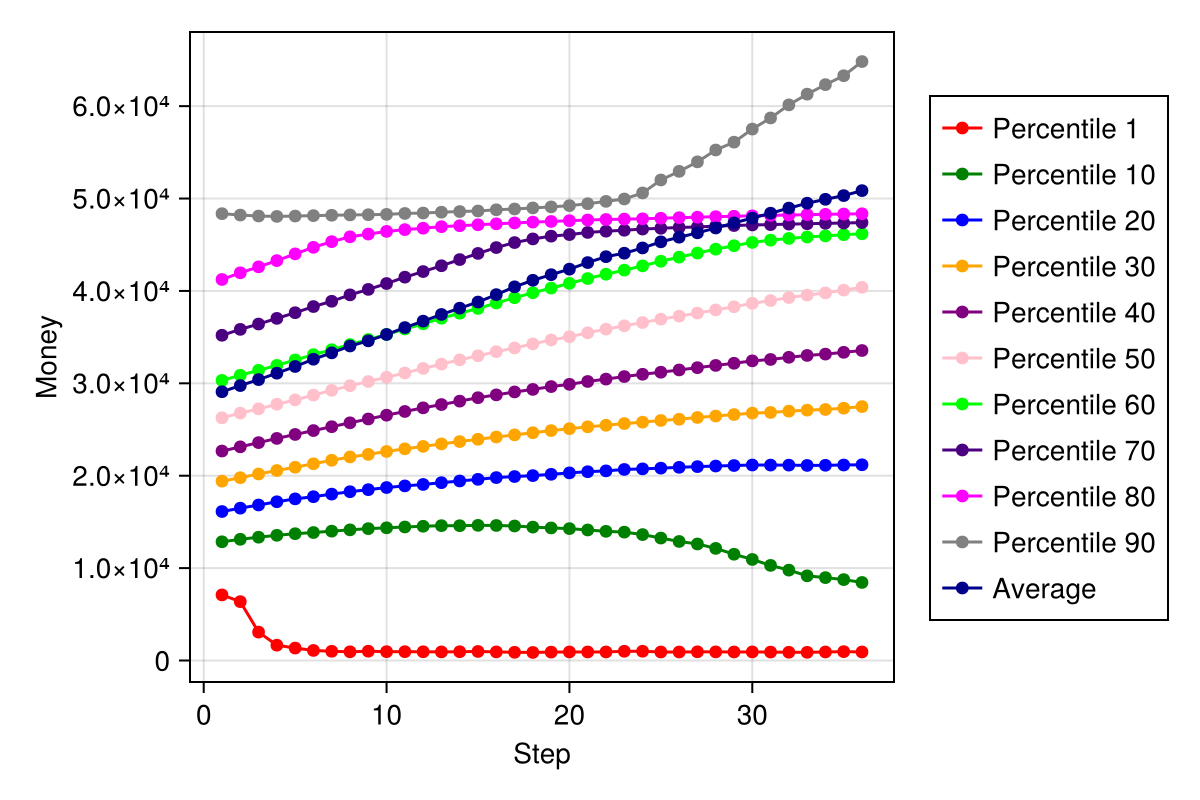 6.0×10⁴
5.0×10⁴
4.0×10⁴
3.0×10⁴
2.0×10⁴
1.0×10⁴
0
Money
0 10 20 30
Step
Percentile 1
Percentile 10
Percentile 20
Percentile 30
Percentile 40
Percentile 50
Percentile 60
Percentile 70
Percentile 80
Percentile 90
Average